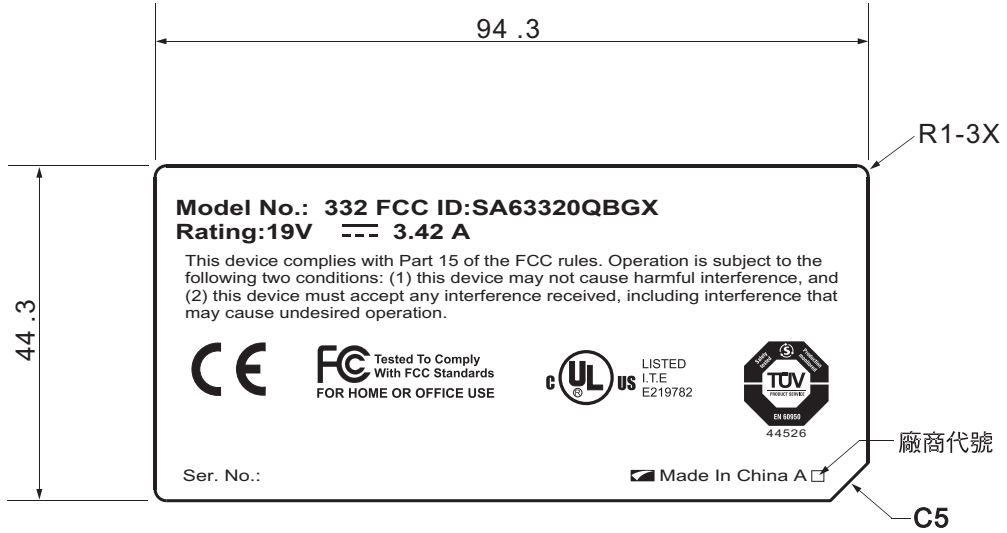 94 .3
R1-3X
44 .3
Model No.: 332 FCC ID:SA63320QBGX
Rating:19V 3.42 A
This device complies with Part 15 of the FCC rules. Operation is subject to the
following two conditions: (1) this device may not cause harmful interference, and
(2) this device must accept any interference received, including interference that
may cause undesired operation.
CE
FC Tested To Comply
With FCC Standards
FOR HOME OR OFFICE USE
C UL US
®
LISTED
I.T.E
E219782
Safety tested
S
Production monitored
TÜV
PRODUCT SERVICE
EN 60950
44526
廠商代號
Ser. No.:
Made In China A□
C5